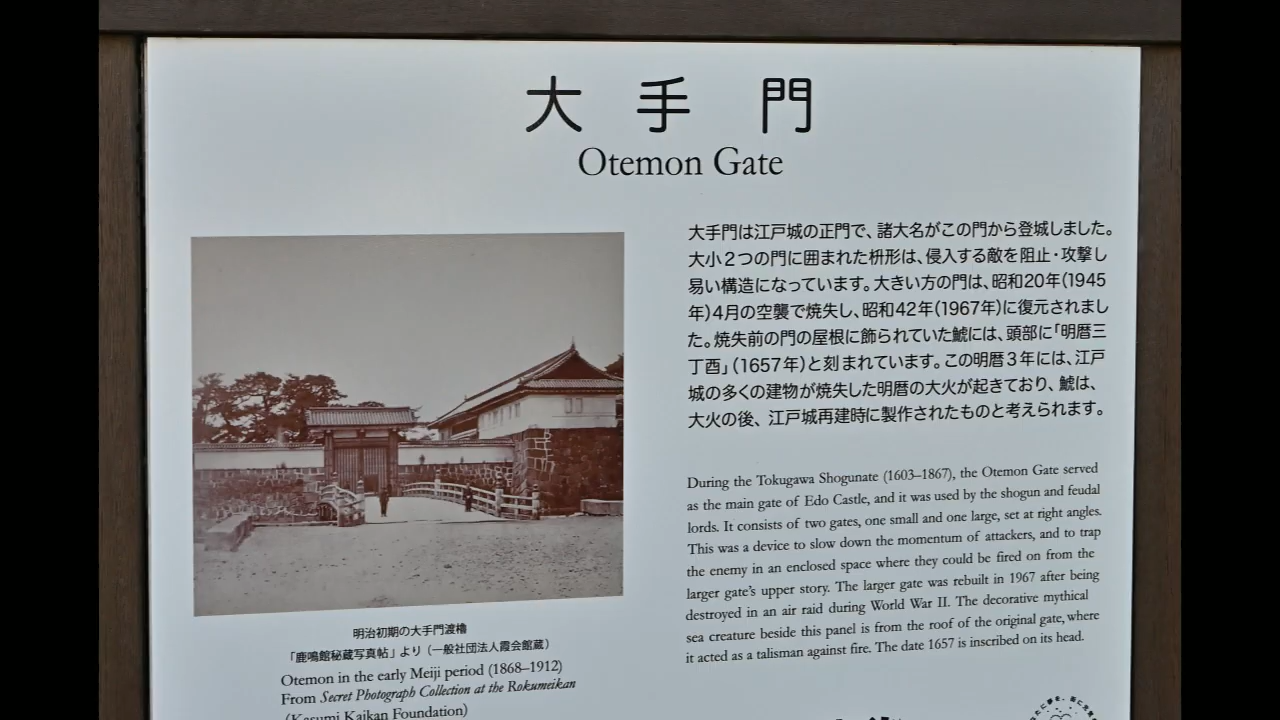 大手門
Otemon Gate
大手門は江戸城の正門で、諸大名がこの門から登城しました。
大小2つの門に囲まれた枡形は、侵入する敵を阻止・攻撃し
易い構造になっています。大きい方の門は、昭和20年(1945
年)4月の空襲で焼失し、昭和42年(1967年)に復元されまし
た。焼失前の門の屋根に飾られていた鯱には、頭部に「明暦三
丁酉」(1657年)と刻まれています。この明暦3年には、江戸
城の多くの建物が焼失した明暦の大火が起きており、鯱は、
大火の後、江戸城再建時に製作されたものと考えられます。
During the Tokugawa Shogunate (1603–1867), the Otemon Gate served
as the main gate of Edo Castle, and it was used by the shogun and feudal
lords. It consists of two gates, one small and one large, set at right angles.
This was a device to slow down the momentum of attackers, and to trap
the enemy in an enclosed space where they could be fired on from the
larger gate's upper story. The larger gate was rebuilt in 1967 after being
destroyed in an air raid during World War II. The decorative mythical
sea creature beside this panel is from the roof of the original gate, where
it acted as a talisman against fire. The date 1657 is inscribed on its head.
明治初期の大手門渡櫓
「鹿鳴館秘蔵写真帖」より(一般社団法人霞会館蔵)
Otemon in the early Meiji period (1868–1912)
From Secret Photograph Collection at the Rokumeikan
(Kasumi Kaikan Foundation)